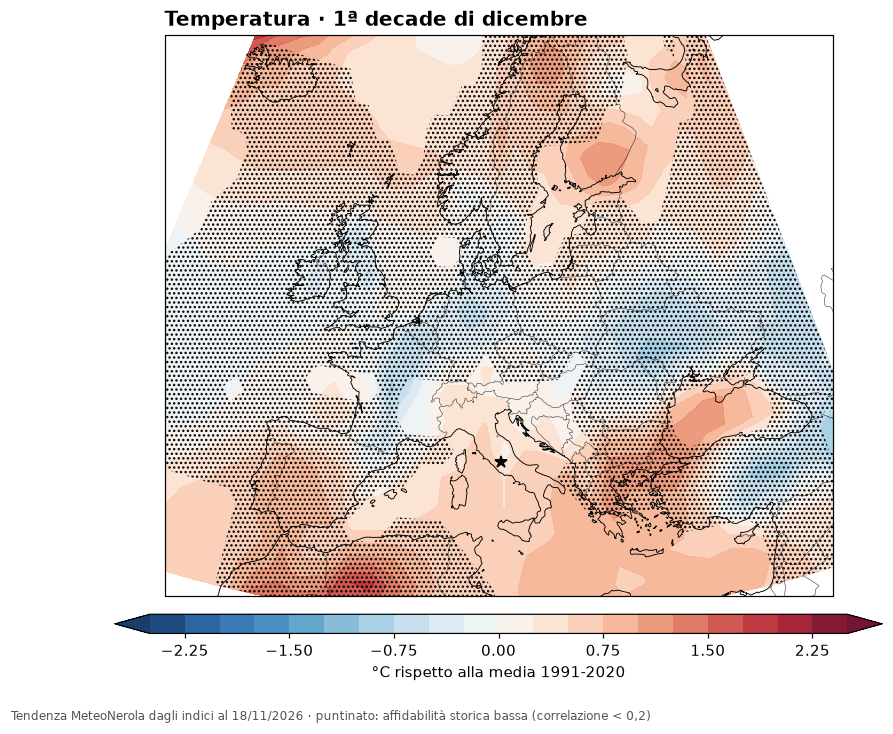 Temperatura · 1ª decade di dicembre
−2.25 −1.50 −0.75 0.00 0.75 1.50 2.25
°C rispetto alla media 1991-2020
Tendenza MeteoNerola dagli indici al 18/11/2026 · puntinato: affidabilità storica bassa (correlazione < 0,2)